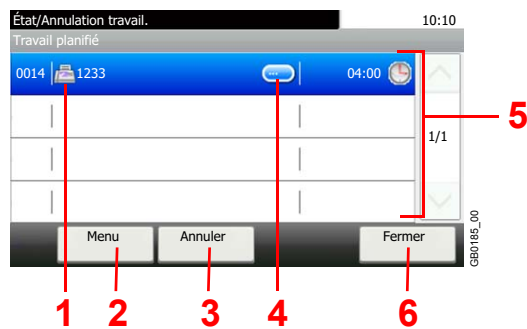 État/Annulation travail. 10:10
Travail planifié
0014 1233 04:00
5
1/1
Menu Annuler Fermer
GB0185_00
1 2 3 4 6